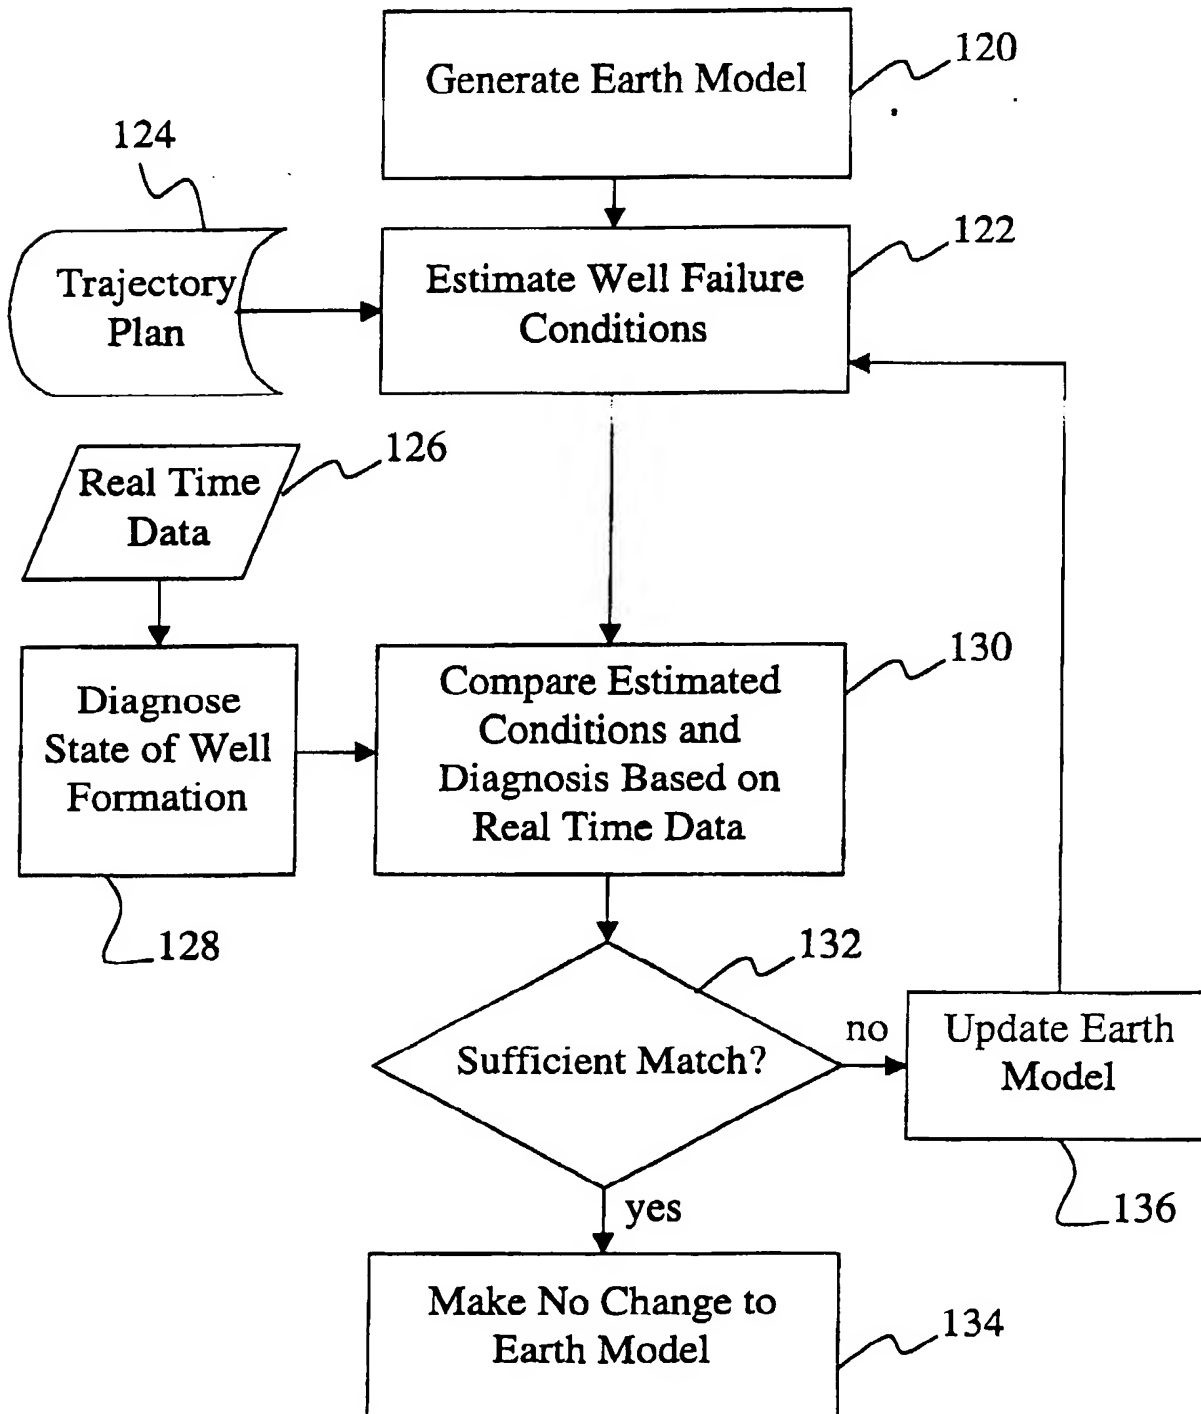 120
Generate Earth Model
124
122
Trajectory
Plan
Estimate Well Failure
Conditions
126
Real Time
Data
130
Diagnose
State of Well
Formation
Compare Estimated
Conditions and
Diagnosis Based on
Real Time Data
128
132
Sufficient Match?
no
Update Earth
Model
136
yes
Make No Change to
Earth Model
134